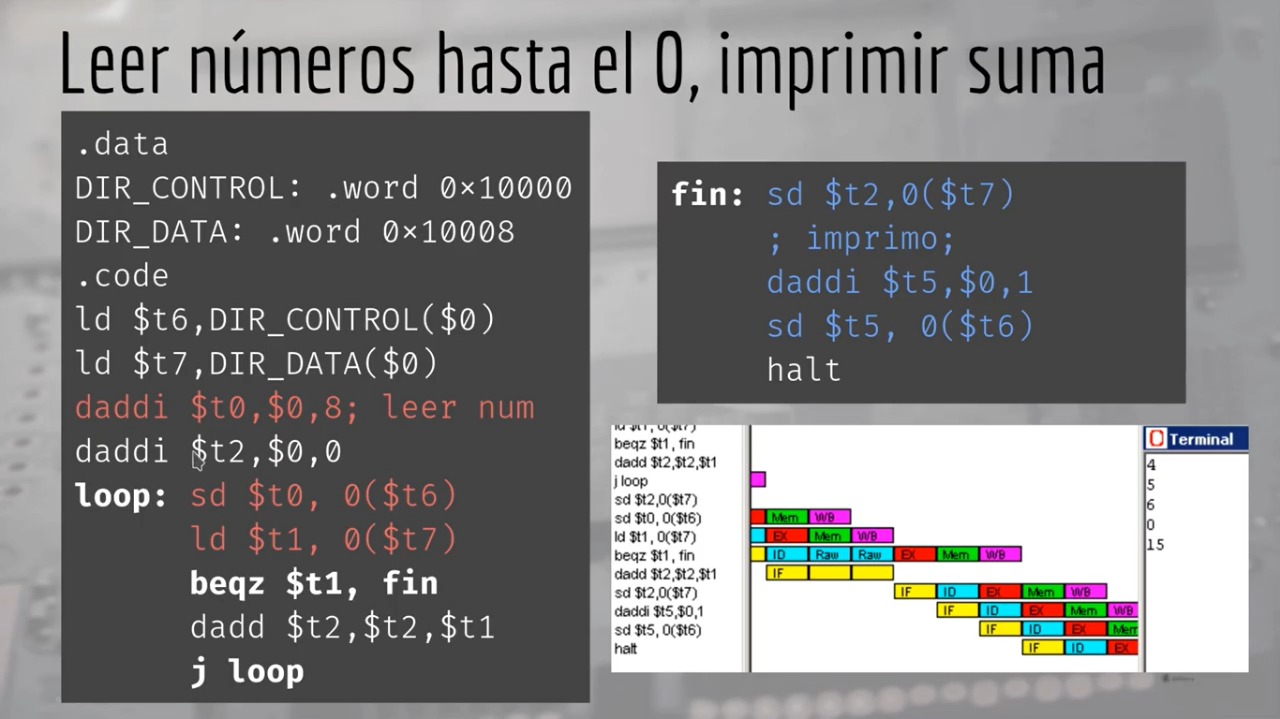 Leer números hasta el 0, imprimir suma
.data
DIR_CONTROL: .word 0×10000
DIR_DATA: .word 0×10008
.code
ld $t6,DIR_CONTROL($0)
ld $t7,DIR_DATA($0)
daddi $t0,$0,8; leer num
daddi $t2,$0,0
loop: sd $t0, 0($t6)
ld $t1, 0($t7)
beqz $t1, fin
dadd $t2,$t2,$t1
j loop
fin: sd $t2,0($t7)
; imprimo;
daddi $t5,$0,1
sd $t5, 0($t6)
halt
ld $t1, 0($t7)
beqz $t1, fin
dadd $t2,$t2,$t1
j loop
sd $t2,0($t7)
sd $t0, 0($t6) Mem WB
ld $t1, 0($t7) EX Mem WB
beqz $t1, fin ID Raw Raw EX Mem WB
dadd $t2,$t2,$t1 IF
sd $t2,0($t7) IF ID EX Mem WB
daddi $t5,$0,1 IF ID EX Mem WB
sd $t5, 0($t6) IF ID EX Mem
halt IF ID EX
Terminal
4
5
6
0
15